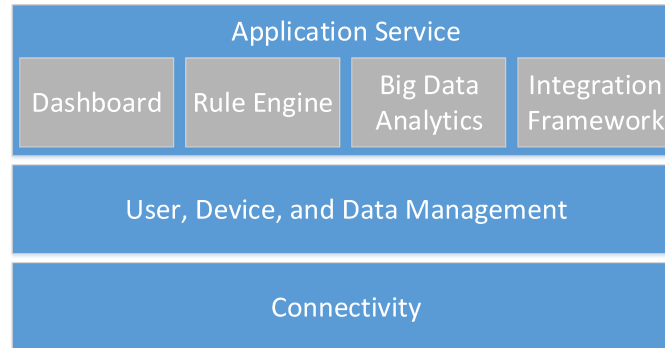 Application Service
Dashboard
Rule Engine
Big Data
Analytics
Integration
Framework
User, Device, and Data Management
Connectivity